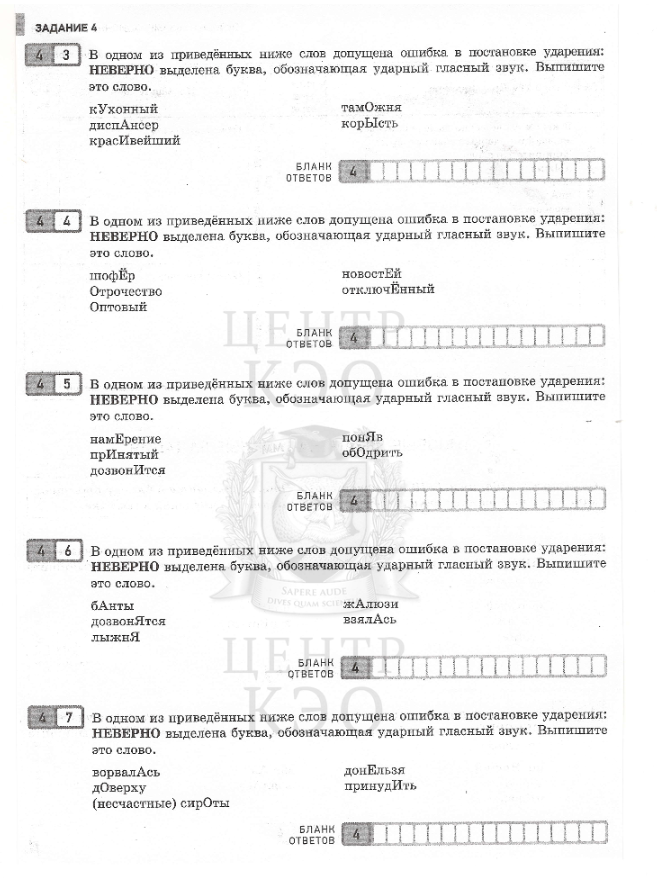 ЗАДАНИЕ 4
4 3 В одном из приведённых ниже слов допущена ошибка в постановке ударения:
НЕВЕРНО выделена буква, обозначающая ударный гласный звук. Выпишите
это слово.
кУхонный тамОжня
диспАнсер корЫсть
красИвейший
БЛАНК
ОТВЕТОВ 4
4 4 В одном из приведённых ниже слов допущена ошибка в постановке ударения:
НЕВЕРНО выделена буква, обозначающая ударный гласный звук. Выпишите
это слово.
шофЁр новостЕй
Отрочество отключЁнный
Оптовый
ЦЕНТР
КЭО
БЛАНК
ОТВЕТОВ 4
4 5 В одном из приведённых ниже слов допущена ошибка в постановке ударения:
НЕВЕРНО выделена буква, обозначающая ударный гласный звук. Выпишите
это слово.
намЕрение понЯв
прИнятый обОдрить
дозвонИтся
БЛАНК
ОТВЕТОВ 4
4 6 В одном из приведённых ниже слов допущена ошибка в постановке ударения:
НЕВЕРНО выделена буква, обозначающая ударный гласный звук. Выпишите
это слово.
SAPERE AUDE
бАнты жАлюзи
дозвонЯтся взялАсь
лыжнЯ
ЦЕНТР
КЭО
БЛАНК
ОТВЕТОВ 4
4 7 В одном из приведённых ниже слов допущена ошибка в постановке ударения:
НЕВЕРНО выделена буква, обозначающая ударный гласный звук. Выпишите
это слово.
ворвалАсь донЕльзя
дОверху принудИть
(несчастные) сирОты
БЛАНК
ОТВЕТОВ 4